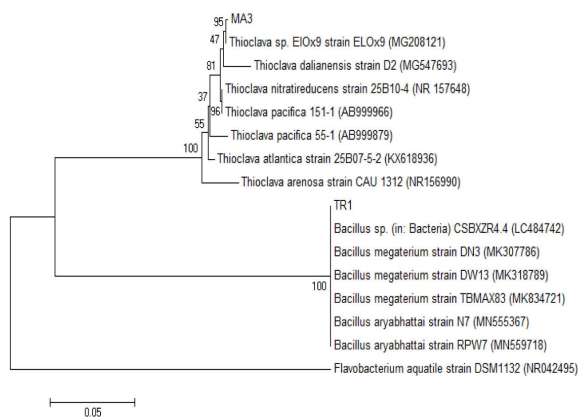 95
MA3
47
Thioclava sp. ElOx9 strain ELOx9 (MG208121)
81
Thioclava dalianensis strain D2 (MG547693)
Thioclava nitratireducens strain 25B10-4 (NR 157648)
37
96
Thioclava pacifica 151-1 (AB999966)
55
Thioclava pacifica 55-1 (AB999879)
100
Thioclava atlantica strain 25B07-5-2 (KX618936)
Thioclava arenosa strain CAU 1312 (NR156990)
TR1
Bacillus sp. (in: Bacteria) CSBXZR4.4 (LC484742)
Bacillus megaterium strain DN3 (MK307786)
Bacillus megaterium strain DW13 (MK318789)
100
Bacillus megaterium strain TBMAX83 (MK834721)
Bacillus aryabhattai strain N7 (MN555367)
Bacillus aryabhattai strain RPW7 (MN559718)
Flavobacterium aquatile strain DSM1132 (NR042495)
0.05